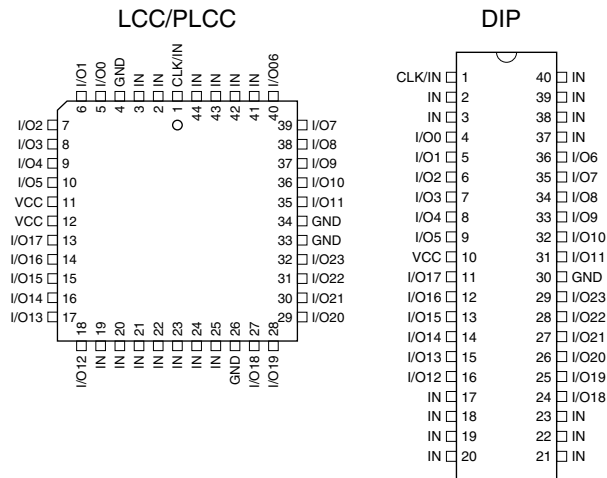 LCC/PLCC
I/O1
I/O0
GND
IN
IN
CLK/IN
IN
IN
IN
IN
I/O06
6
5
4
3
2
1
44
43
42
41
40
I/O2 7
I/O3 8
I/O4 9
I/O5 10
VCC 11
VCC 12
I/O17 13
I/O16 14
I/O15 15
I/O14 16
I/O13 17
39 I/O7
38 I/O8
37 I/O9
36 I/O10
35 I/O11
34 GND
33 GND
32 I/O23
31 I/O22
30 I/O21
29 I/O20
18
19
20
21
22
23
24
25
26
27
28
I/O12
IN
IN
IN
IN
IN
IN
IN
GND
I/O18
I/O19
DIP
CLK/IN 1 40 IN
IN 2 39 IN
IN 3 38 IN
I/O0 4 37 IN
I/O1 5 36 I/O6
I/O2 6 35 I/O7
I/O3 7 34 I/O8
I/O4 8 33 I/O9
I/O5 9 32 I/O10
VCC 10 31 I/O11
I/O17 11 30 GND
I/O16 12 29 I/O23
I/O15 13 28 I/O22
I/O14 14 27 I/O21
I/O13 15 26 I/O20
I/O12 16 25 I/O19
IN 17 24 I/O18
IN 18 23 IN
IN 19 22 IN
IN 20 21 IN